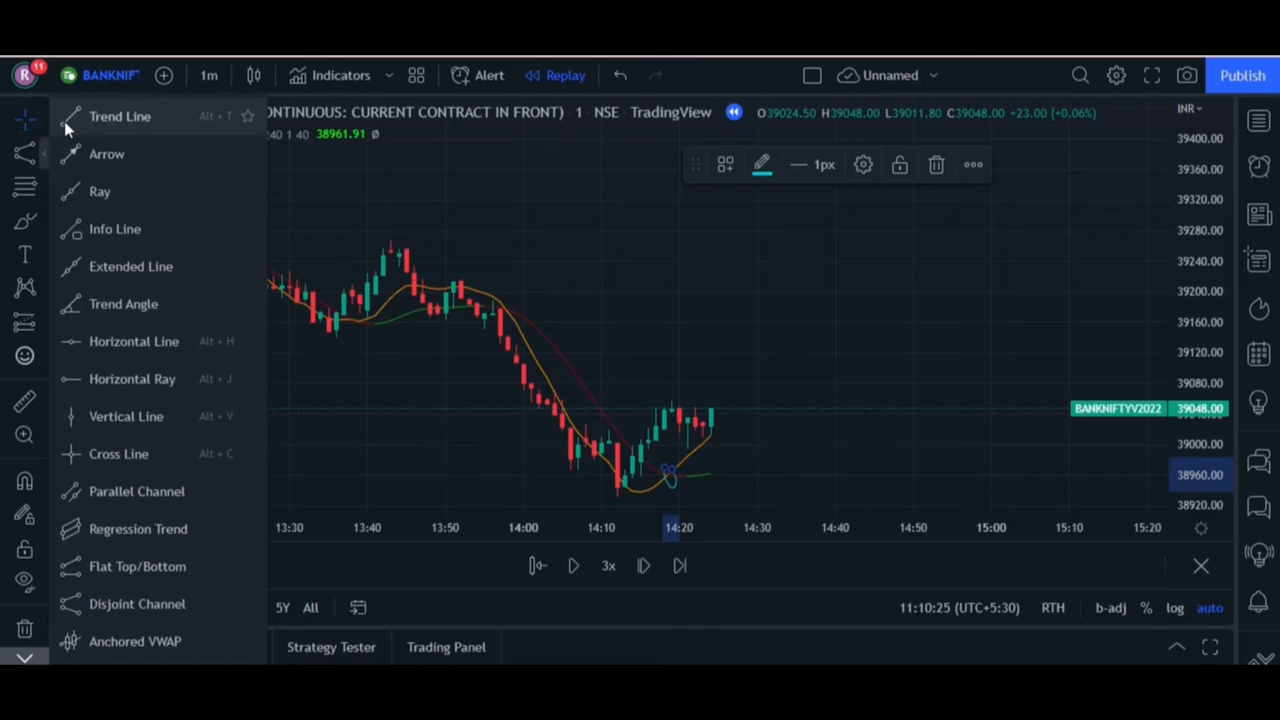 R 11 BANKNIF 1m Indicators Alert Replay Unnamed Publish
Trend Line Alt + T
Arrow
Ray
Info Line
Extended Line
Trend Angle
Horizontal Line Alt + H
Horizontal Ray Alt + J
Vertical Line Alt + V
Cross Line Alt + C
Parallel Channel
Regression Trend
Flat Top/Bottom
Disjoint Channel
Anchored VWAP
ONTINUOUS: CURRENT CONTRACT IN FRONT) · 1 · NSE TradingView O39024.50 H39048.00 L39011.80 C39048.00 +23.00 (+0.06%)
40 1 40 38961.91 Ø
1px
INR
39400.00
39360.00
39320.00
39280.00
39240.00
39200.00
39160.00
39120.00
39080.00
BANKNIFTYV2022 39048.00
39000.00
38960.00
38920.00
13:30 13:40 13:50 14:00 14:10 14:20 14:30 14:40 14:50 15:00 15:10 15:20
3x
5Y All 11:10:25 (UTC+5:30) RTH b-adj % log auto
Strategy Tester Trading Panel